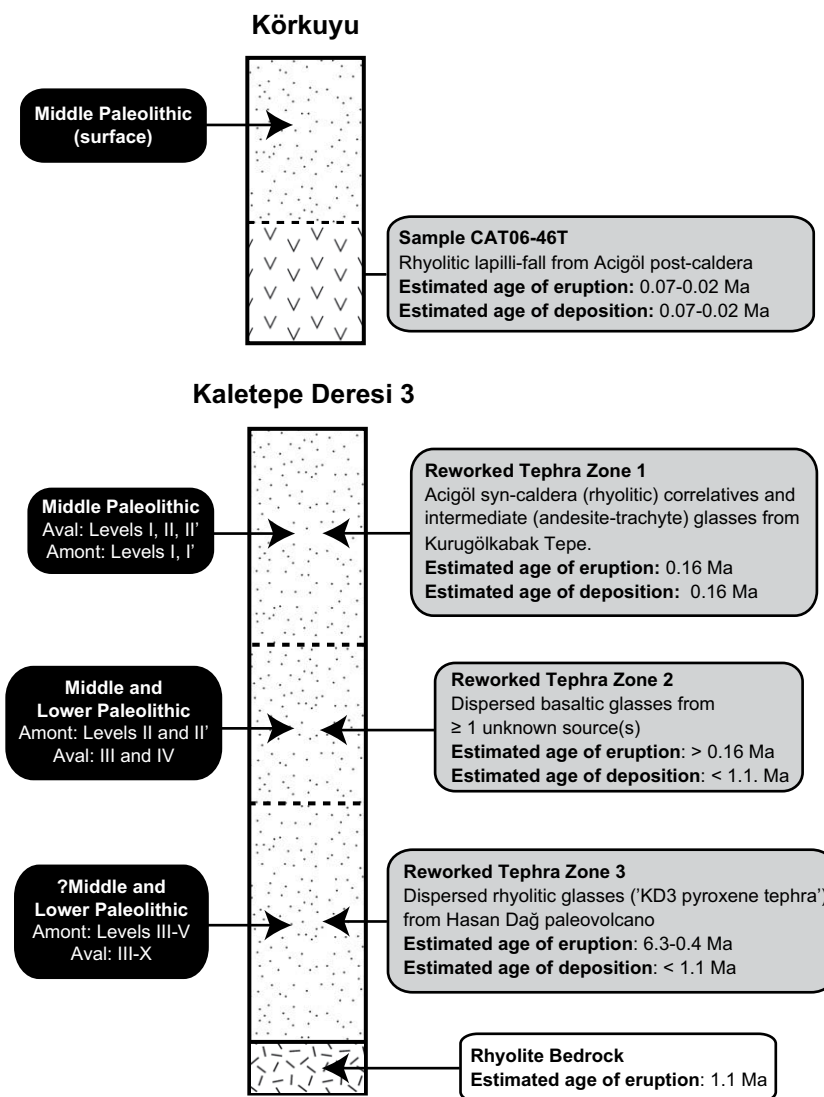 Körkuyu
Middle Paleolithic
(surface)
Sample CAT06-46T
Rhyolitic lapilli-fall from Acigöl post-caldera
Estimated age of eruption: 0.07-0.02 Ma
Estimated age of deposition: 0.07-0.02 Ma
Kaletepe Deresi 3
Middle Paleolithic
Aval: Levels I, II, II’
Amont: Levels I, I’
Reworked Tephra Zone 1
Acigöl syn-caldera (rhyolitic) correlatives and
intermediate (andesite-trachyte) glasses from
Kurugölkabak Tepe.
Estimated age of eruption: 0.16 Ma
Estimated age of deposition: 0.16 Ma
Middle and
Lower Paleolithic
Amont: Levels II and II’
Aval: III and IV
Reworked Tephra Zone 2
Dispersed basaltic glasses from
≥ 1 unknown source(s)
Estimated age of eruption: > 0.16 Ma
Estimated age of deposition: < 1.1. Ma
?Middle and
Lower Paleolithic
Amont: Levels III-V
Aval: III-X
Reworked Tephra Zone 3
Dispersed rhyolitic glasses (’KD3 pyroxene tephra’)
from Hasan Dağ paleovolcano
Estimated age of eruption: 6.3-0.4 Ma
Estimated age of deposition: < 1.1 Ma
Rhyolite Bedrock
Estimated age of eruption: 1.1 Ma